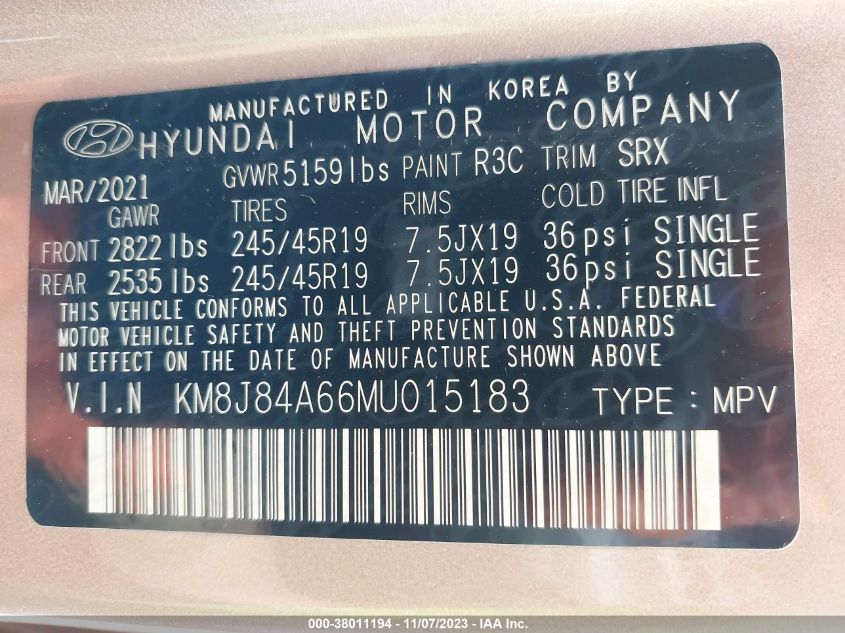 MANUFACTURED IN KOREA BY
HYUNDAI MOTOR COMPANY
MAR/2021 GVWR 5159 lbs PAINT R3C TRIM SRX
GAWR TIRES RIMS COLD TIRE INFL
FRONT 2822 lbs 245/45R19 7.5JX19 36psi SINGLE
REAR 2535 lbs 245/45R19 7.5JX19 36psi SINGLE
THIS VEHICLE CONFORMS TO ALL APPLICABLE U.S.A. FEDERAL
MOTOR VEHICLE SAFETY AND THEFT PREVENTION STANDARDS
IN EFFECT ON THE DATE OF MANUFACTURE SHOWN ABOVE
V.I.N KM8J84A66MU015183 TYPE : MPV
000-38011194 - 11/07/2023 - IAA Inc.